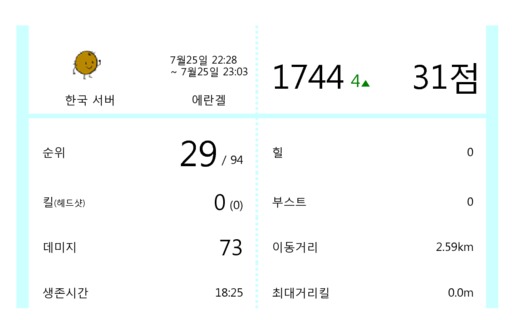 7월25일 22:28
~ 7월25일 23:03
한국 서버
에란겔
1744 4▲ 31점
순위 29 / 94
힐 0
킬(헤드샷) 0 (0)
부스트 0
데미지 73
이동거리 2.59km
생존시간 18:25
최대거리킬 0.0m